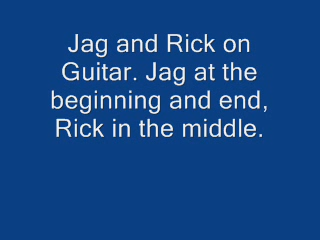 Jag and Rick on
Guitar. Jag at the
beginning and end,
Rick in the middle.